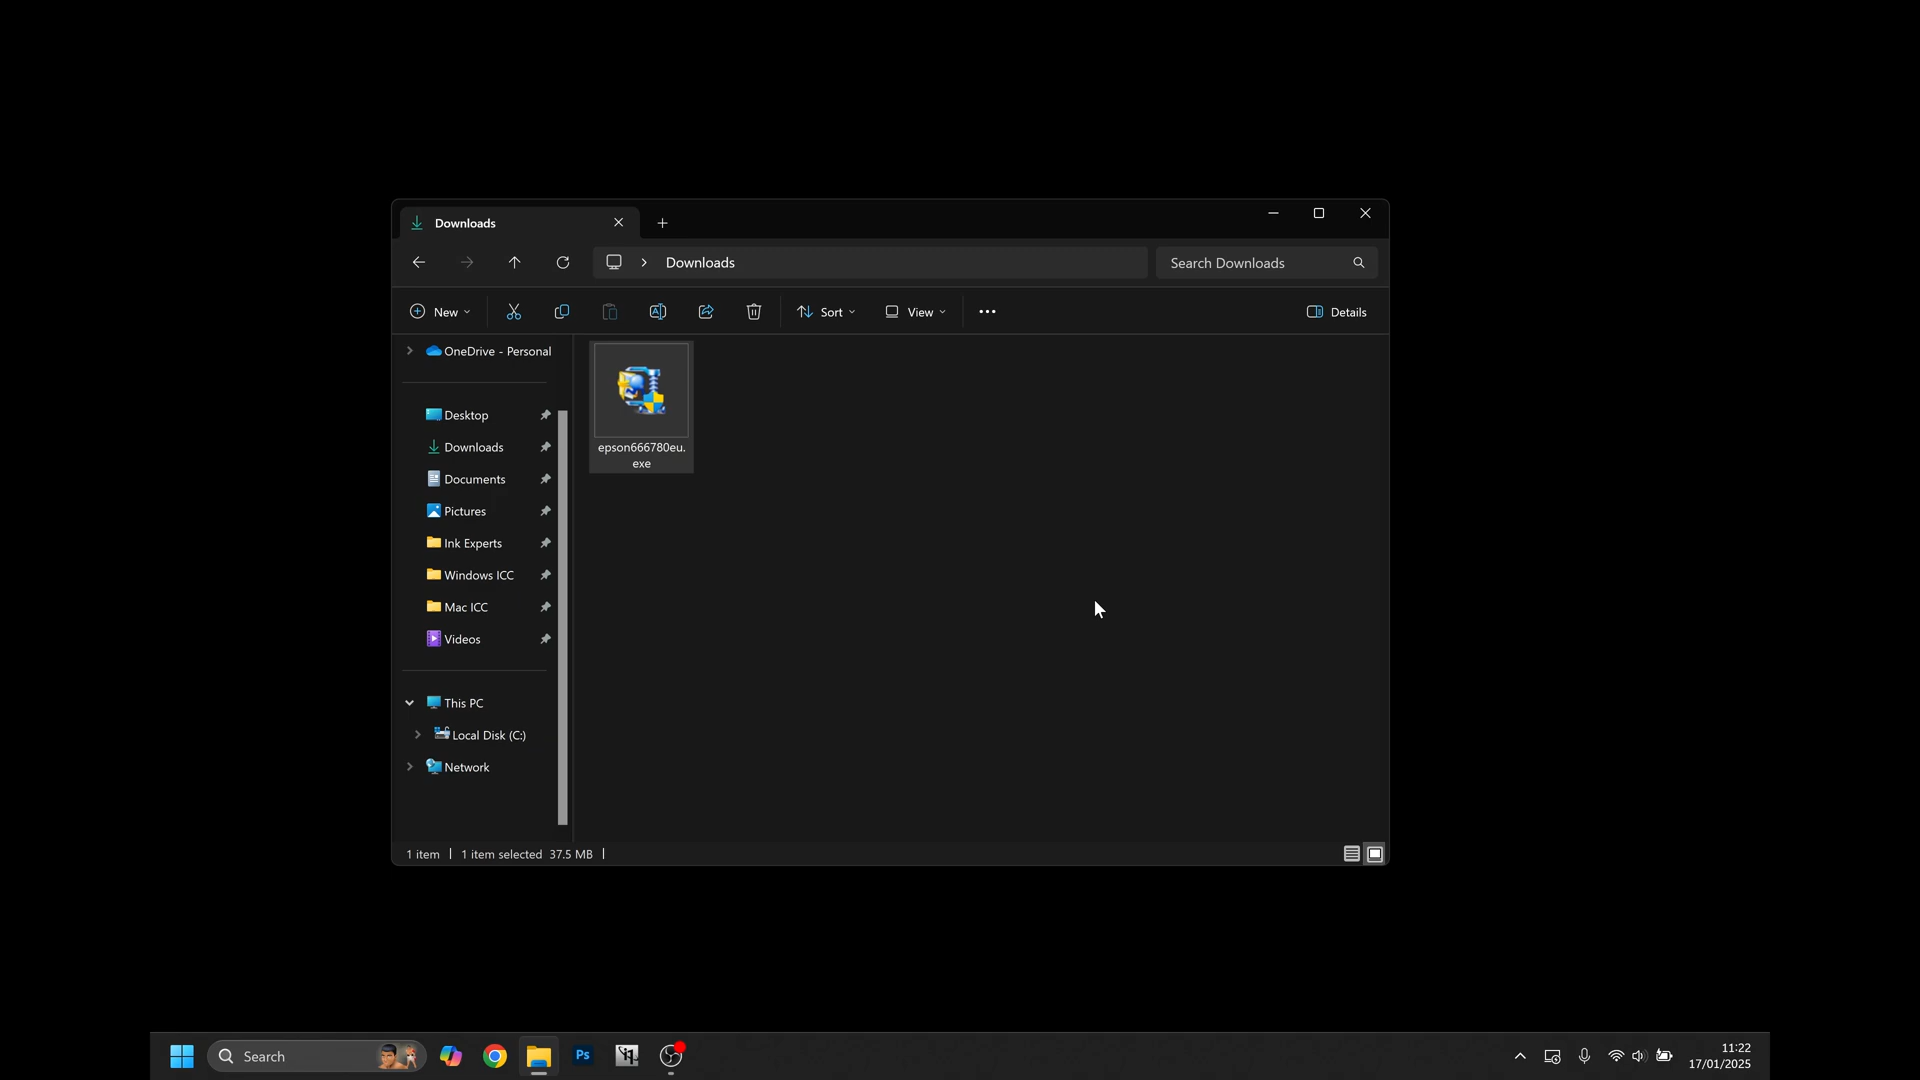 Downloads
Downloads
Search Downloads
New
Sort
View
Details
OneDrive - Personal
Desktop
Downloads
Documents
Pictures
Ink Experts
Windows ICC
Mac ICC
Videos
This PC
Local Disk (C:)
Network
epson666780eu.
exe
1 item
1 item selected 37.5 MB
Search
Ps
11:22
17/01/2025